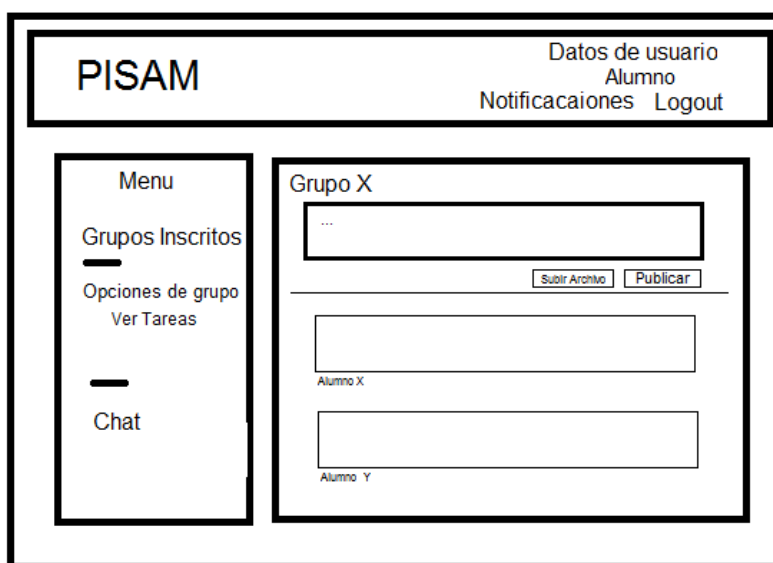 PISAM
Datos de usuario
Alumno
Notificacaiones Logout
Menu
Grupos Inscritos
Opciones de grupo
Ver Tareas
Chat
Grupo X
...
Subir Archivo Publicar
Alumno X
Alumno Y